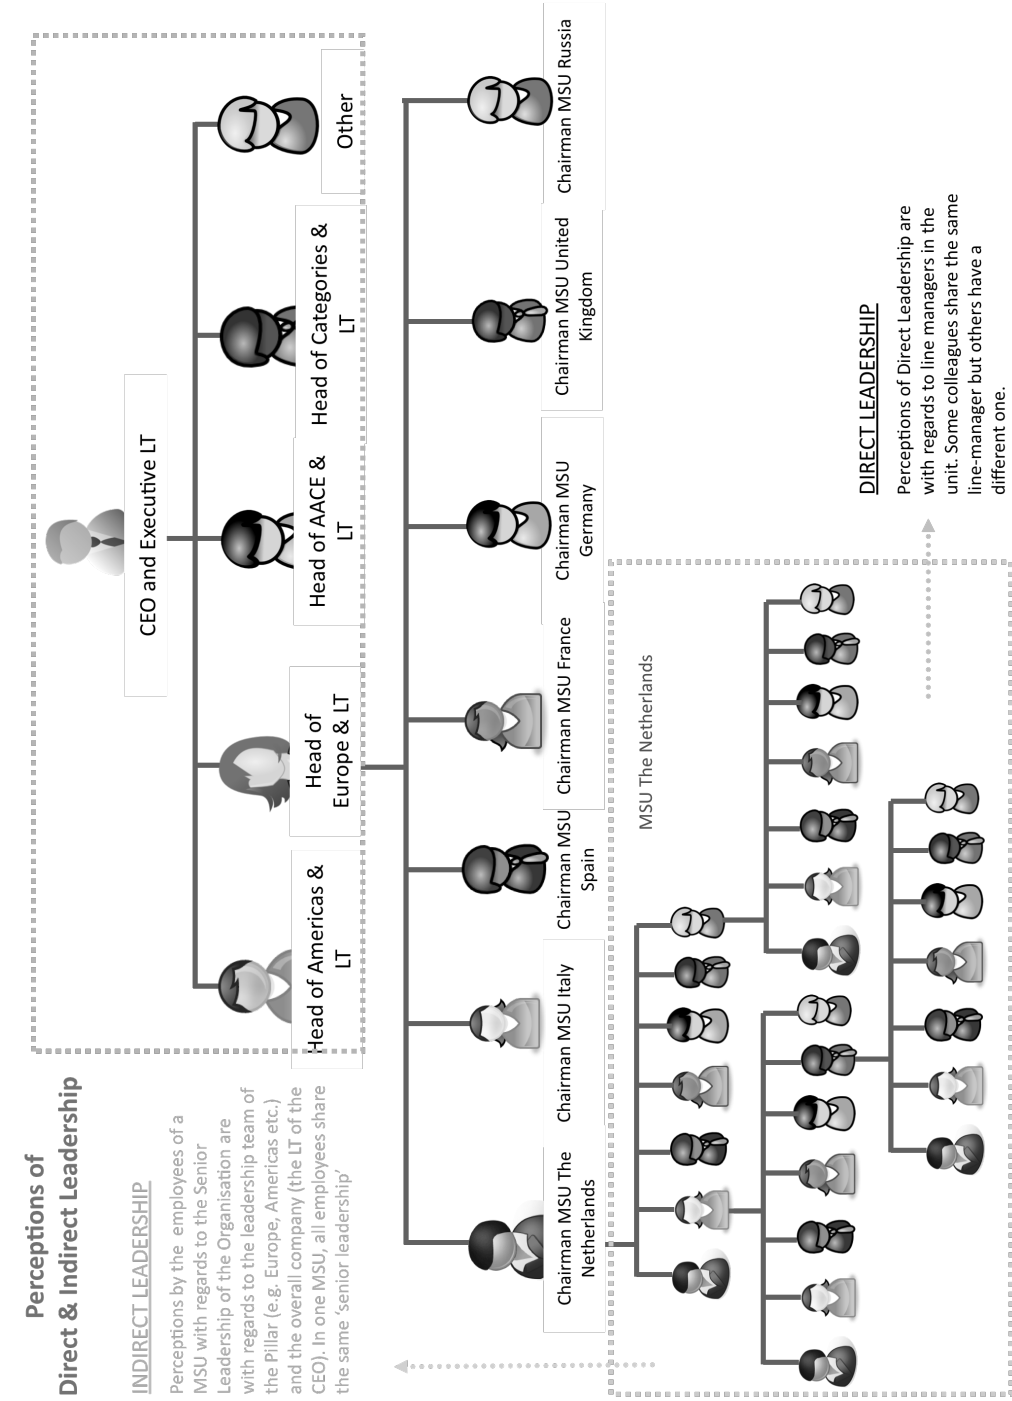 Perceptions of
Direct & Indirect Leadership
INDIRECT LEADERSHIP
Perceptions by the employees of a
MSU with regards to the Senior
Leadership of the Organisation are
with regards to the leadership team of
the Pillar (e.g. Europe, Americas etc.)
and the overall company (the LT of the
CEO). In one MSU, all employees share
the same ‘senior leadership’
CEO and Executive LT
Head of Americas &
LT
Head of
Europe & LT
Head of AACE &
LT
Head of Categories &
LT
Other
Chairman MSU The
Netherlands
Chairman MSU Italy
Chairman MSU
Spain
Chairman MSU France
Chairman MSU
Germany
Chairman MSU United
Kingdom
Chairman MSU Russia
MSU The Netherlands
DIRECT LEADERSHIP
Perceptions of Direct Leadership are
with regards to line managers in the
unit. Some colleagues share the same
line-manager but others have a
different one.